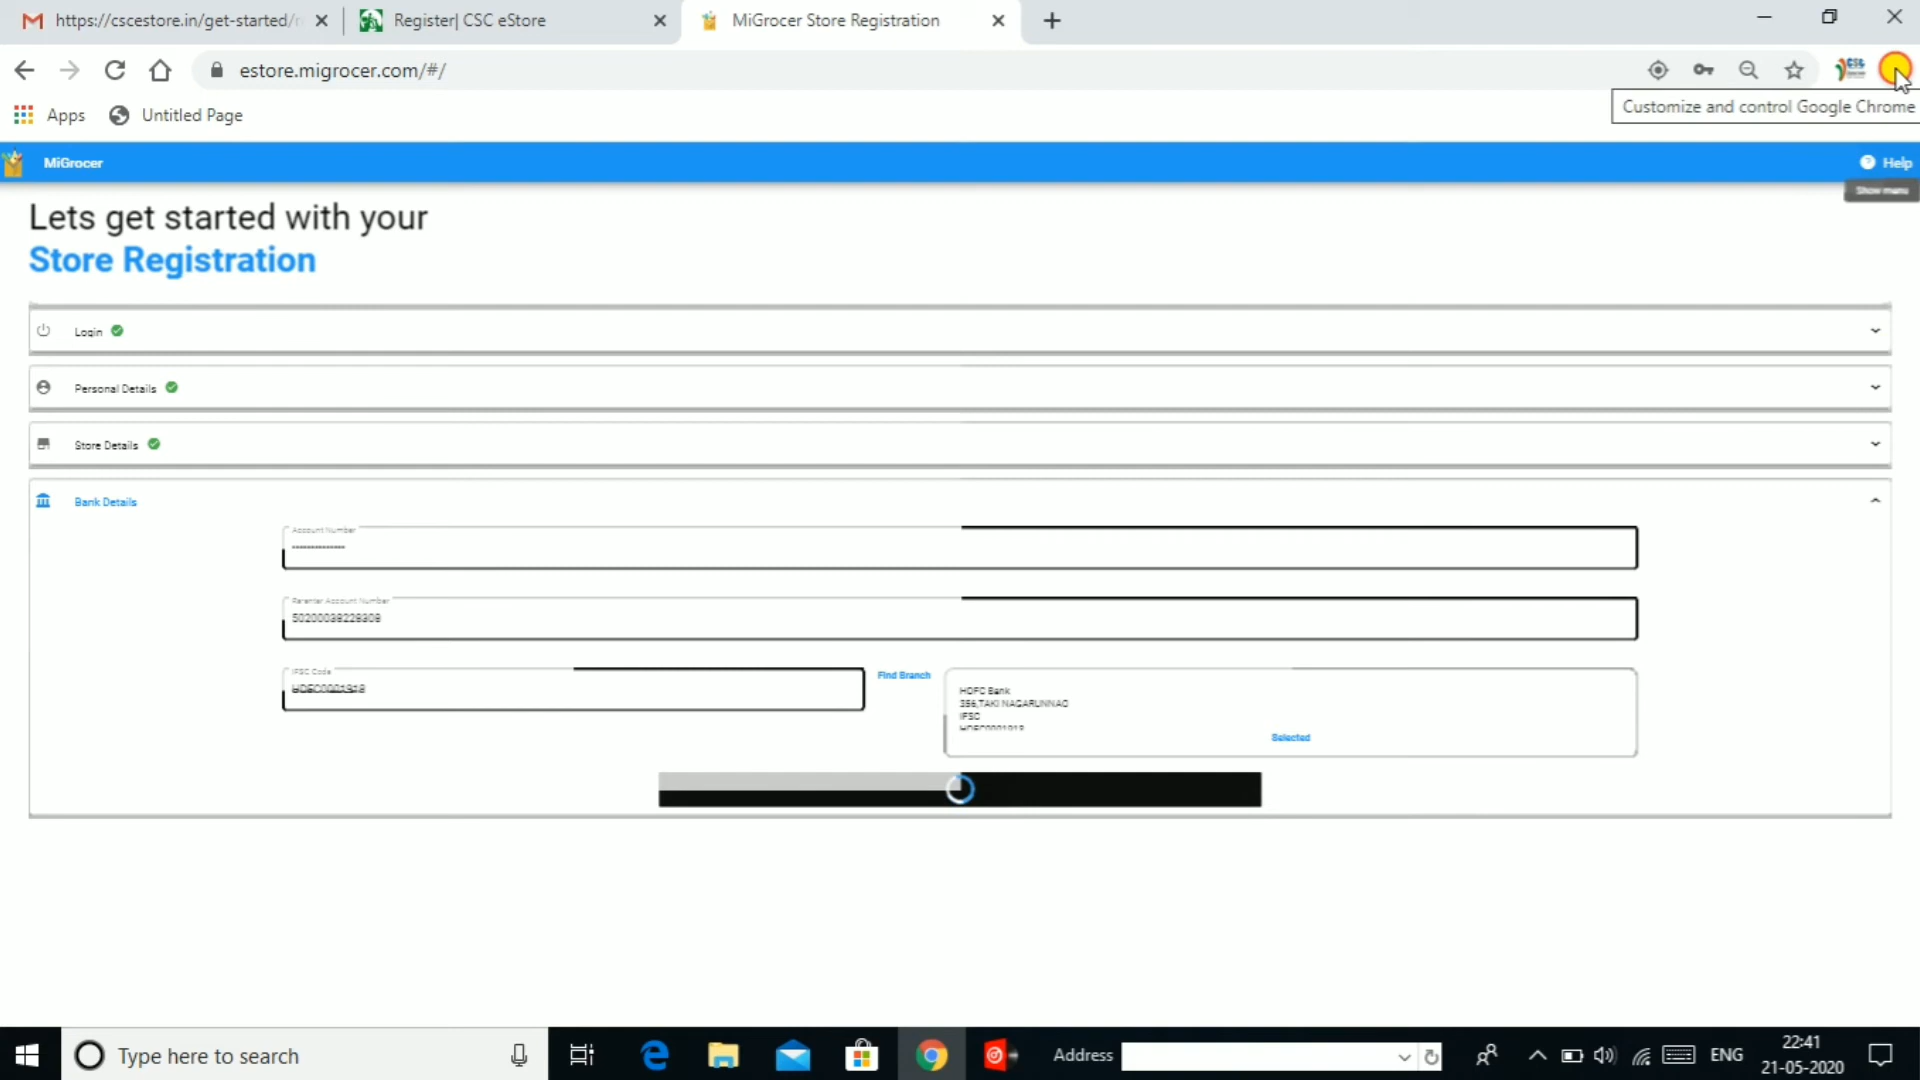 https://cscestore.in/get-started/
Register| CSC eStore
MiGrocer Store Registration
estore.migrocer.com/#/
Customize and control Google Chrome
Apps
Untitled Page
MiGrocer
Help
Show menu
Lets get started with your
Store Registration
Login
Personal Details
Store Details
Bank Details
Account Number
Account Number
IFSC Code
Find Branch
HDFC Bank
IFSC
Selected
Type here to search
Address
ENG
22:41
21-05-2020